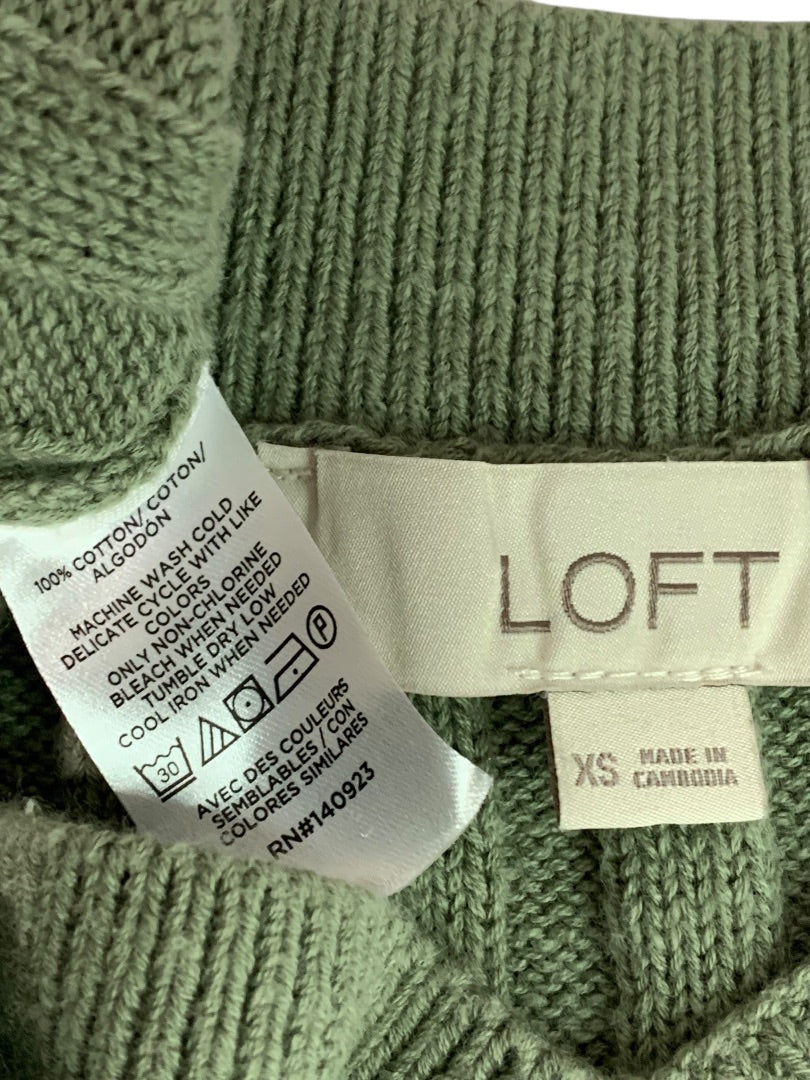 100% COTTON/ COTON/
ALGODÓN
MACHINE WASH COLD
DELICATE CYCLE WITH LIKE
COLORS
ONLY NON-CHLORINE
BLEACH WHEN NEEDED
TUMBLE DRY LOW
COOL IRON WHEN NEEDED
30
P
AVEC DES COULEURS
SEMBLABLES / CON
COLORES SIMILARES
RN#140923
LOFT
XS
MADE IN
CAMBODIA